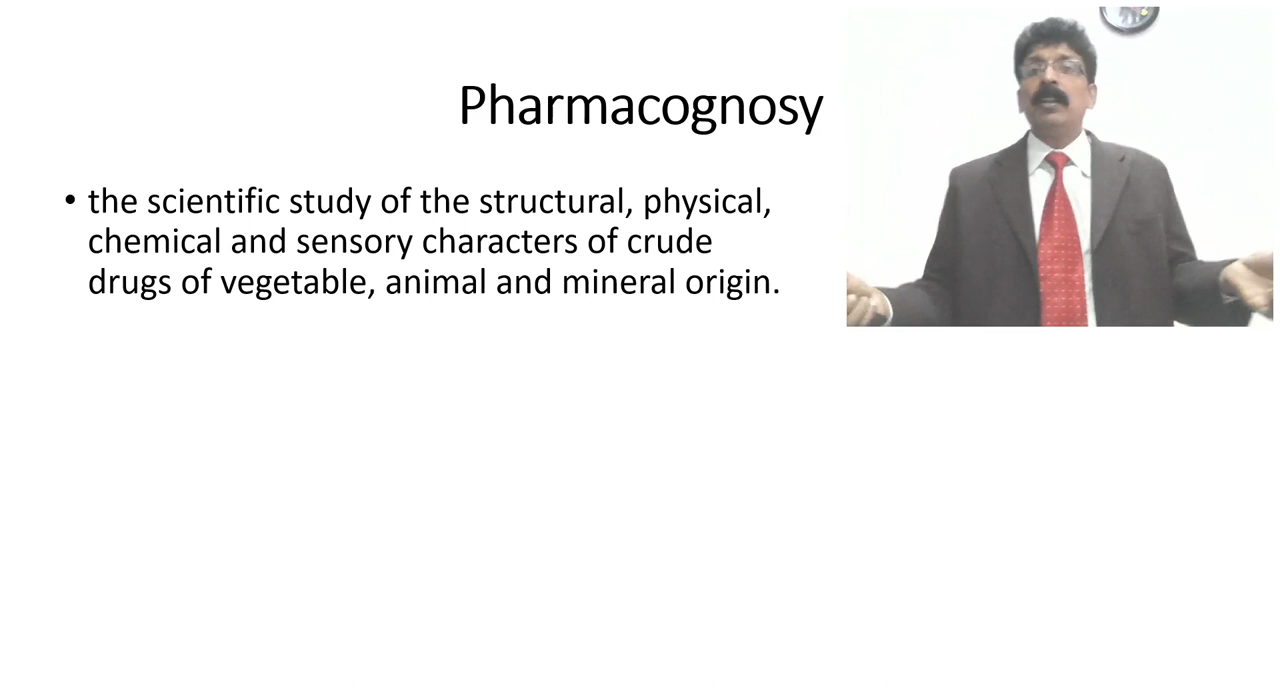 Pharmacognosy
• the scientific study of the structural, physical,
chemical and sensory characters of crude
drugs of vegetable, animal and mineral origin.